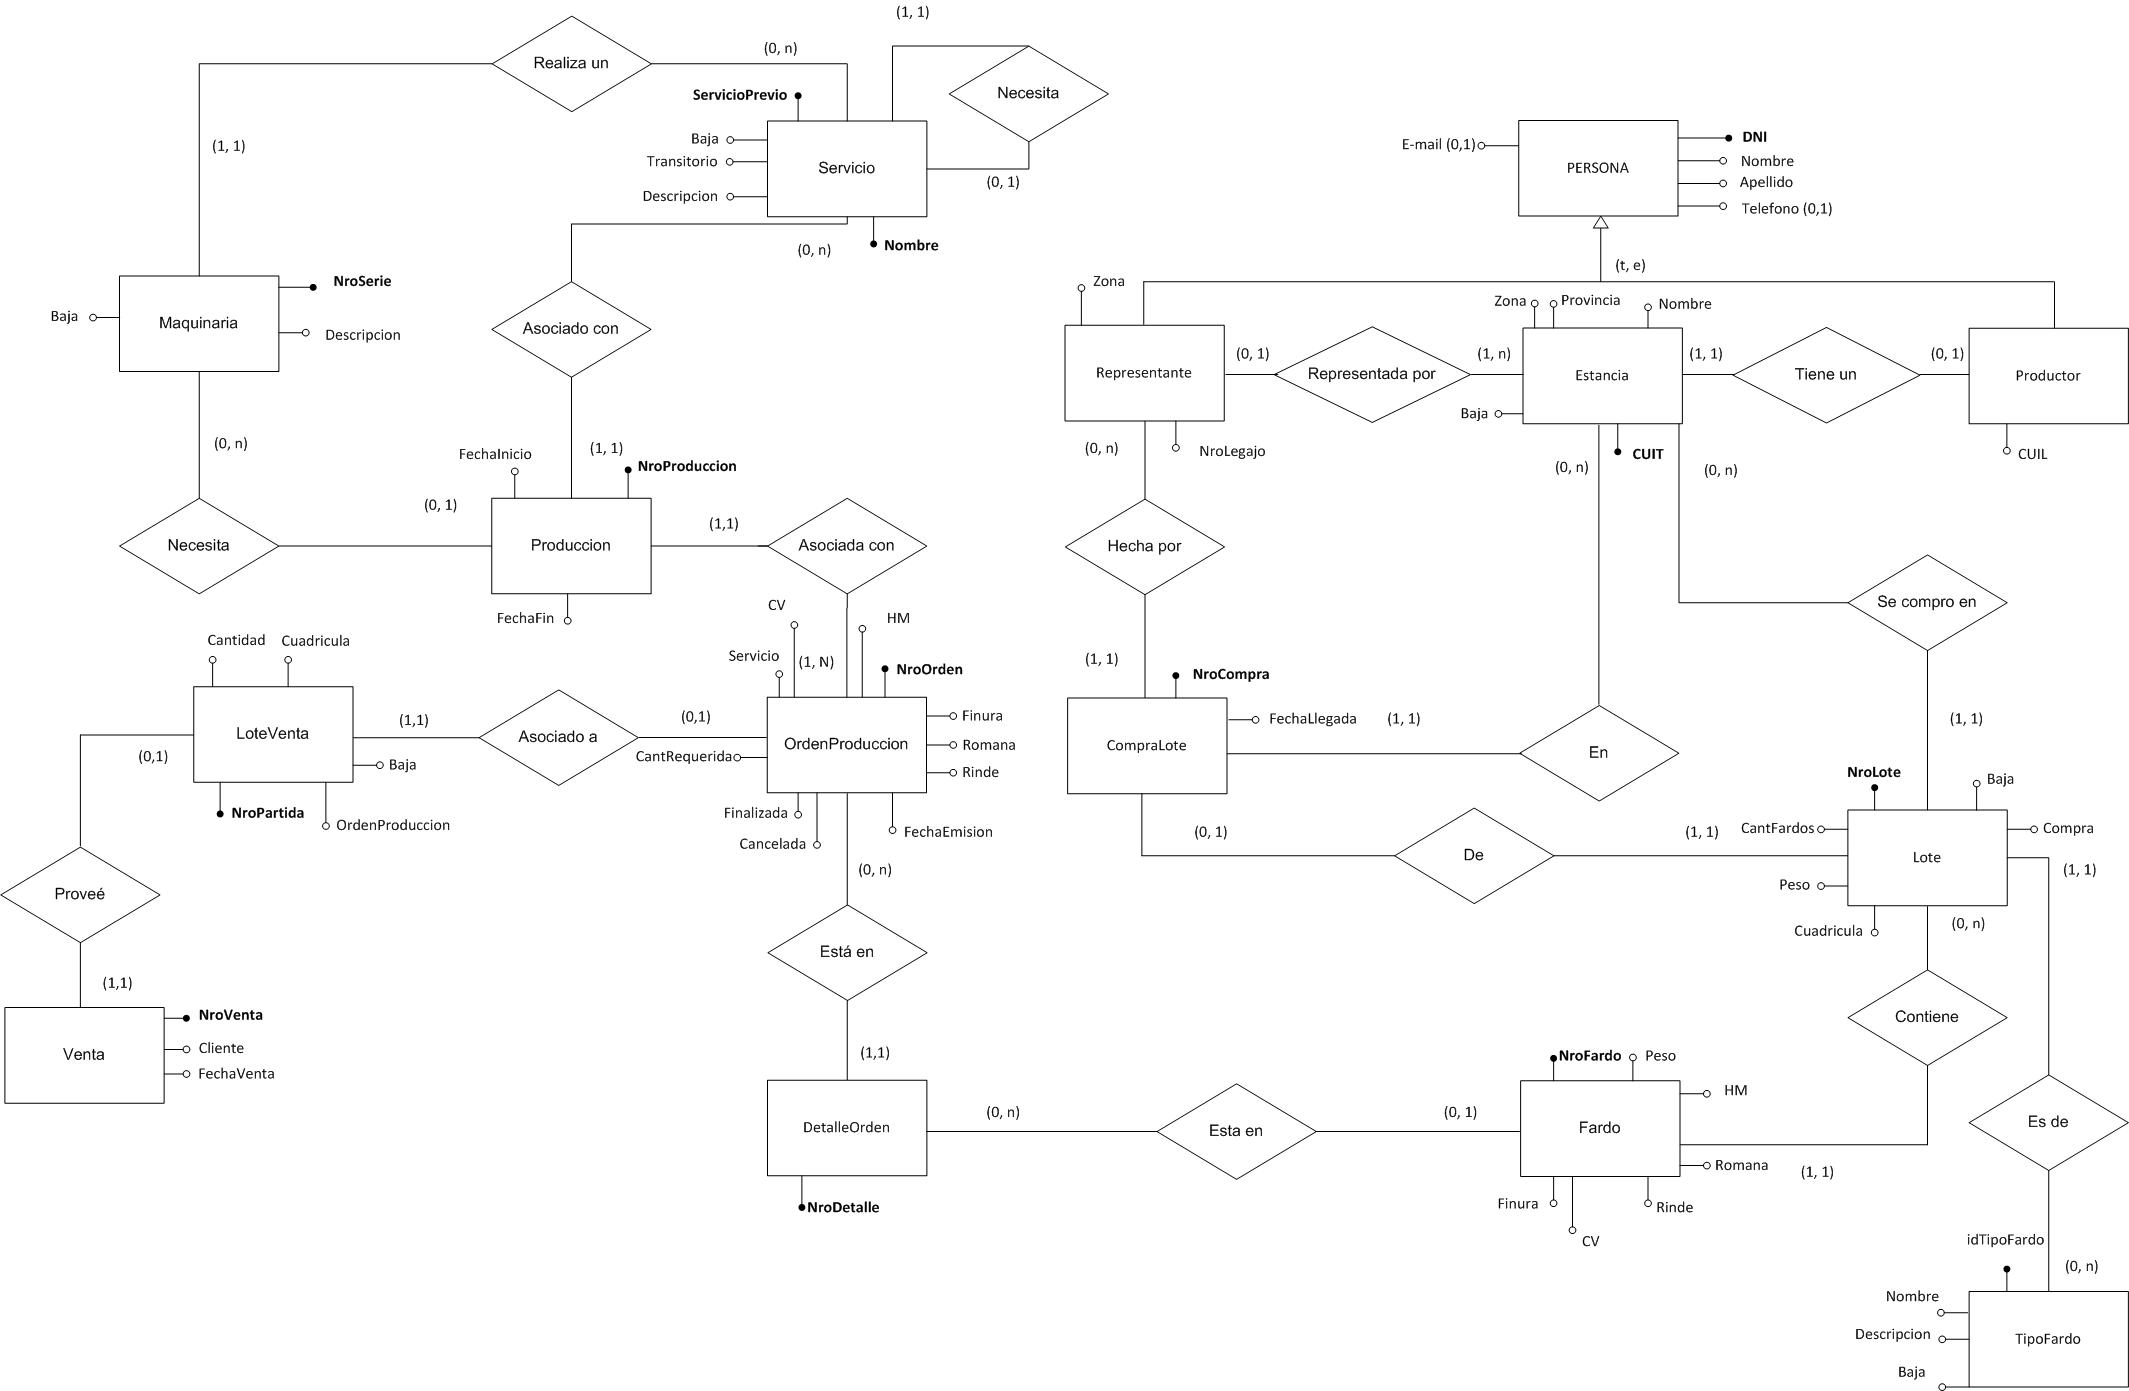 (1, 1)
Realiza un
(0, n)
Necesita
ServicioPrevio
Baja
Transitorio
Servicio
Descripcion
(0, 1)
(1, 1)
(0, n)
Nombre
E-mail (0,1)
PERSONA
DNI
Nombre
Apellido
Telefono (0,1)
(t, e)
NroSerie
Baja
Maquinaria
Descripcion
Asociado con
Zona
Representante
(0, 1)
Representada por
(1, n)
Zona
Provincia
Nombre
Estancia
Baja
CUIT
(1, 1)
Tiene un
(0, 1)
Productor
CUIL
(0, n)
NroLegajo
(0, n)
(0, n)
(0, n)
FechaInicio
(1, 1)
NroProduccion
(0, 1)
Necesita
Produccion
(1,1)
Asociada con
FechaFin
Hecha por
Se compro en
Cantidad
Cuadricula
CV
HM
Servicio
(1, N)
NroOrden
(1, 1)
NroCompra
LoteVenta
(1,1)
Asociado a
(0,1)
CantRequerida
OrdenProduccion
Finura
Romana
Rinde
FechaLlegada
(1, 1)
CompraLote
En
(1, 1)
(0,1)
Baja
NroPartida
OrdenProduccion
Finalizada
Cancelada
FechaEmision
(0, 1)
De
(1, 1)
NroLote
Baja
CantFardos
Compra
Lote
Peso
Cuadricula
(1, 1)
(0, n)
Proveé
(0, n)
Está en
(1,1)
Venta
NroVenta
Cliente
FechaVenta
(1,1)
DetalleOrden
NroDetalle
(0, n)
Esta en
(0, 1)
NroFardo
Peso
HM
Fardo
Romana
Finura
CV
Rinde
Contiene
(1, 1)
Es de
idTipoFardo
(0, n)
Nombre
Descripcion
TipoFardo
Baja